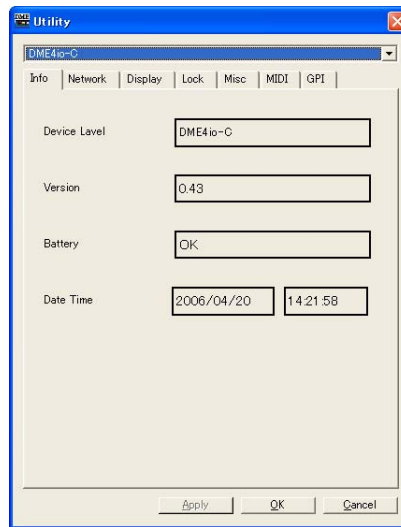 Utility
DME4io-C
Info Network Display Lock Misc MIDI GPI
Device Lavel DME4io-C
Version 0.43
Battery OK
Date Time 2006/04/20 14:21:58
Apply OK Cancel